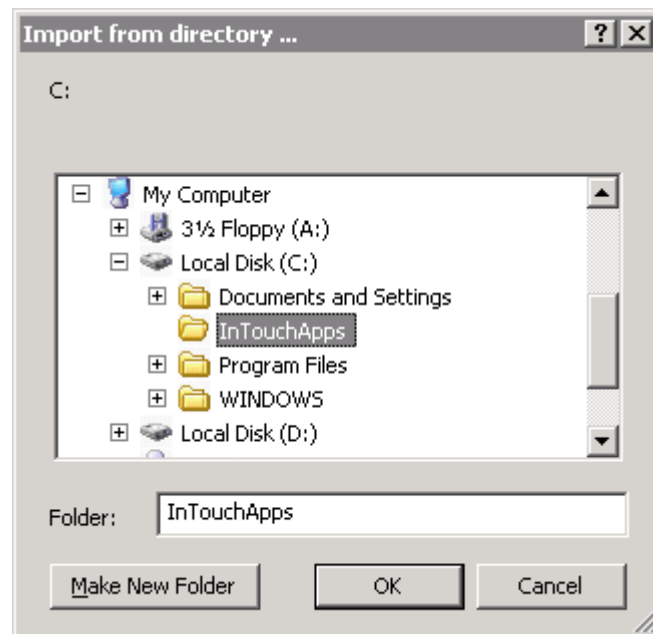 Import from directory ...
C:
My Computer
3½ Floppy (A:)
Local Disk (C:)
Documents and Settings
InTouchApps
Program Files
WINDOWS
Local Disk (D:)
Folder: InTouchApps
Make New Folder OK Cancel